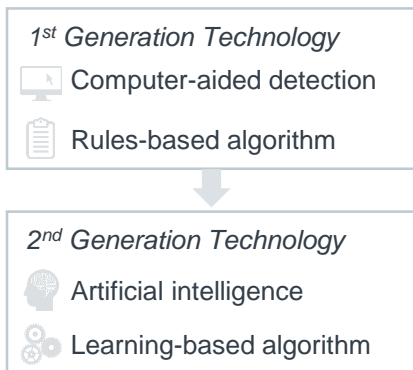 1st Generation Technology
Computer-aided detection
Rules-based algorithm
2nd Generation Technology
Artificial intelligence
Learning-based algorithm